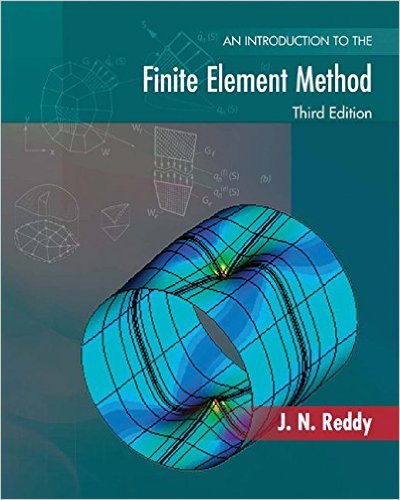 AN INTRODUCTION TO THE
Finite Element Method
Third Edition
(b)
J. N. Reddy